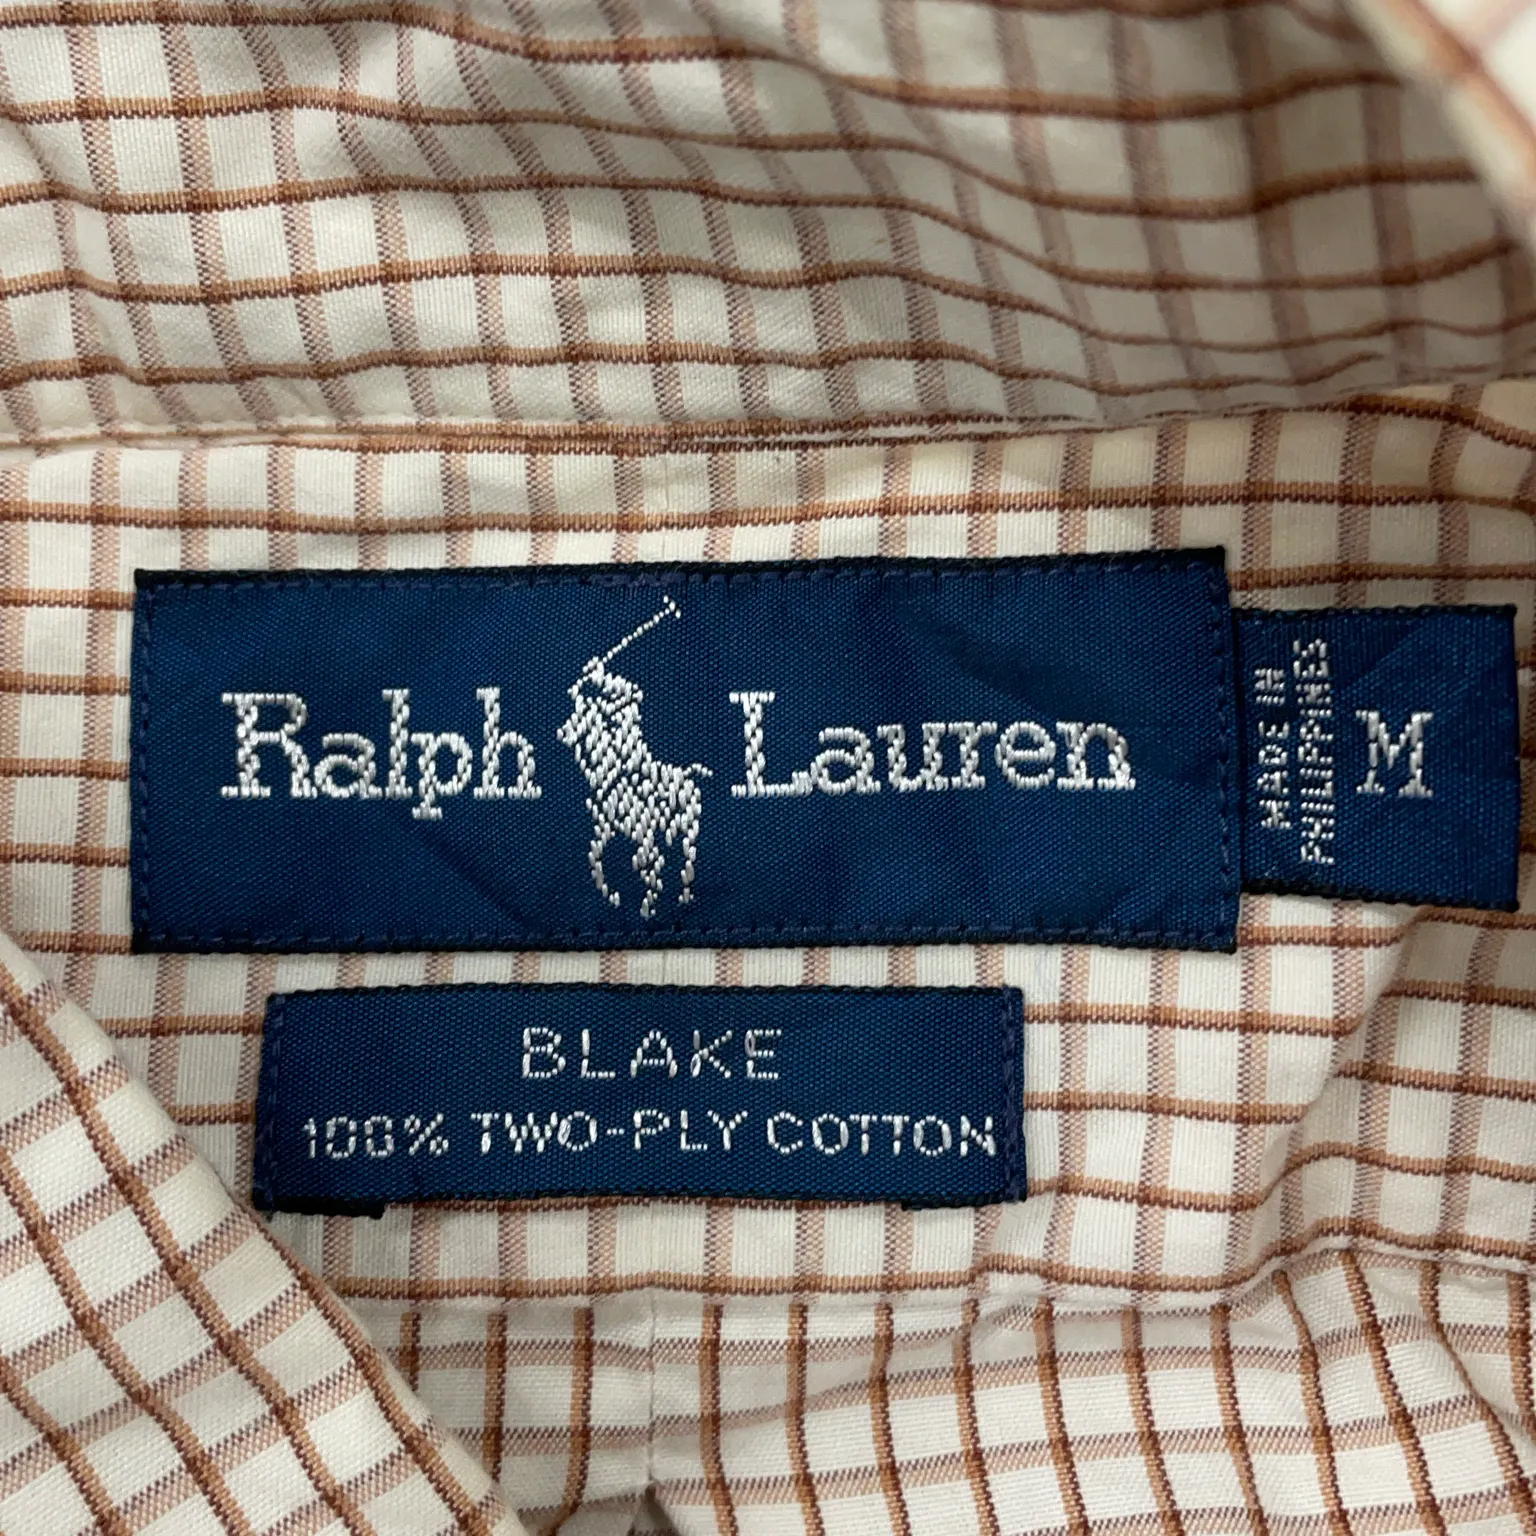 Ralph Lauren
MADE IN
PHILIPPINES
M
BLAKE
100% TWO-PLY COTTON